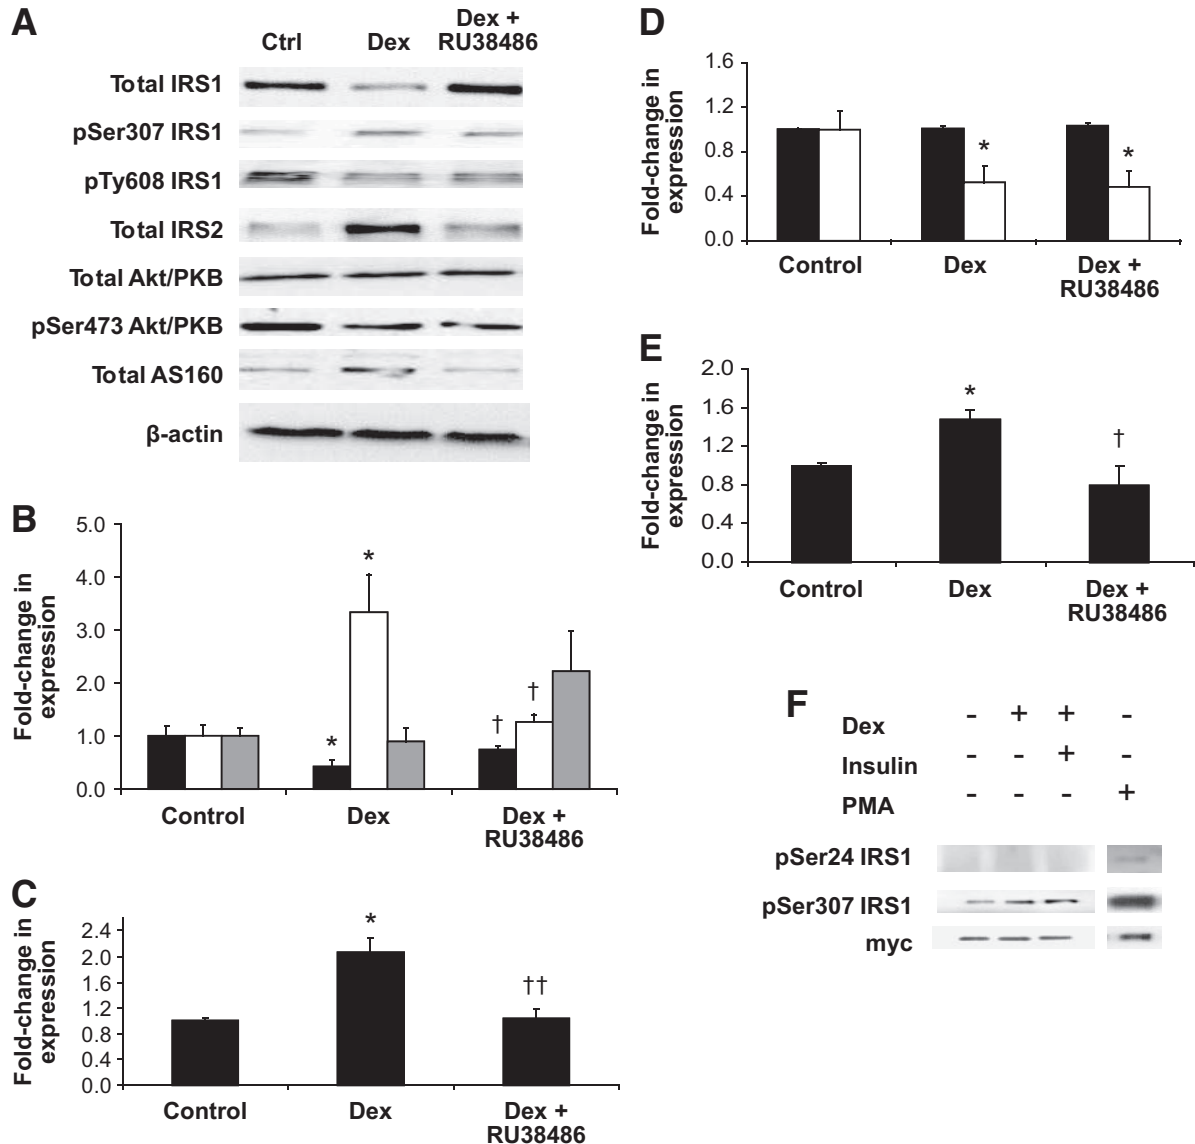 A
Ctrl
Dex
Dex +
RU38486
Total IRS1
pSer307 IRS1
pTy608 IRS1
Total IRS2
Total Akt/PKB
pSer473 Akt/PKB
Total AS160
β-actin
B
Fold-change in
expression
5.0
4.0
3.0
2.0
1.0
0.0
*
*
†
†
Control
Dex
Dex +
RU38486
C
Fold-change in
expression
2.4
2.0
1.6
1.2
0.8
0.4
0.0
*
††
Control
Dex
Dex +
RU38486
D
Fold-change in
expression
1.6
1.2
0.8
0.4
0.0
*
*
Control
Dex
Dex +
RU38486
E
Fold-change in
expression
2.0
1.6
1.2
0.8
0.4
0.0
*
†
Control
Dex
Dex +
RU38486
F
Dex - + + -
Insulin - - + -
PMA - - - +
pSer24 IRS1
pSer307 IRS1
myc